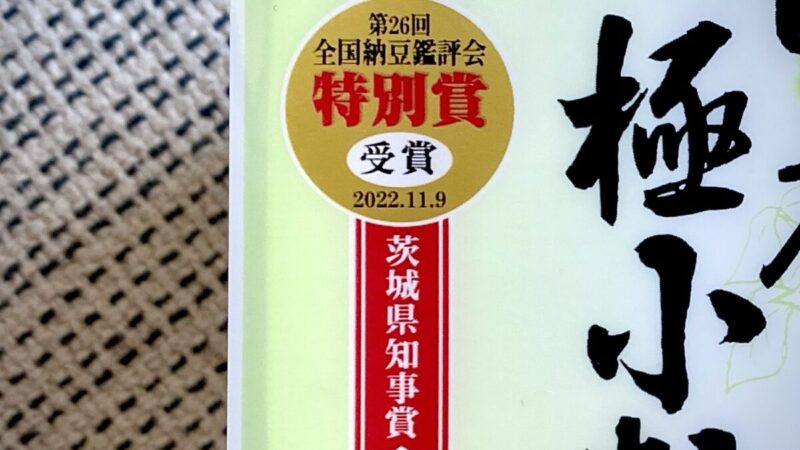 第26回
全国納豆鑑評会
特別賞
受賞
2022.11.9
茨城県知事賞
極小